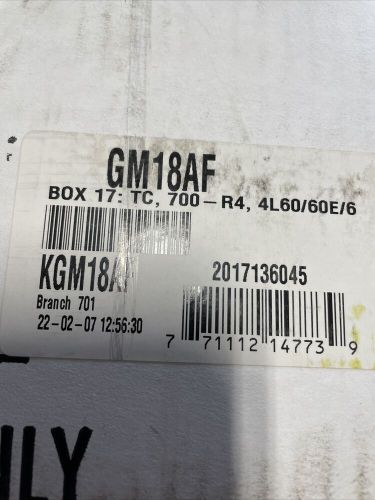 GM18AF
BOX 17: TC, 700-R4, 4L60/60E/6
KGM18AF 2017136045
Branch 701
22-02-07 12:56:30
7 71112 14773 9